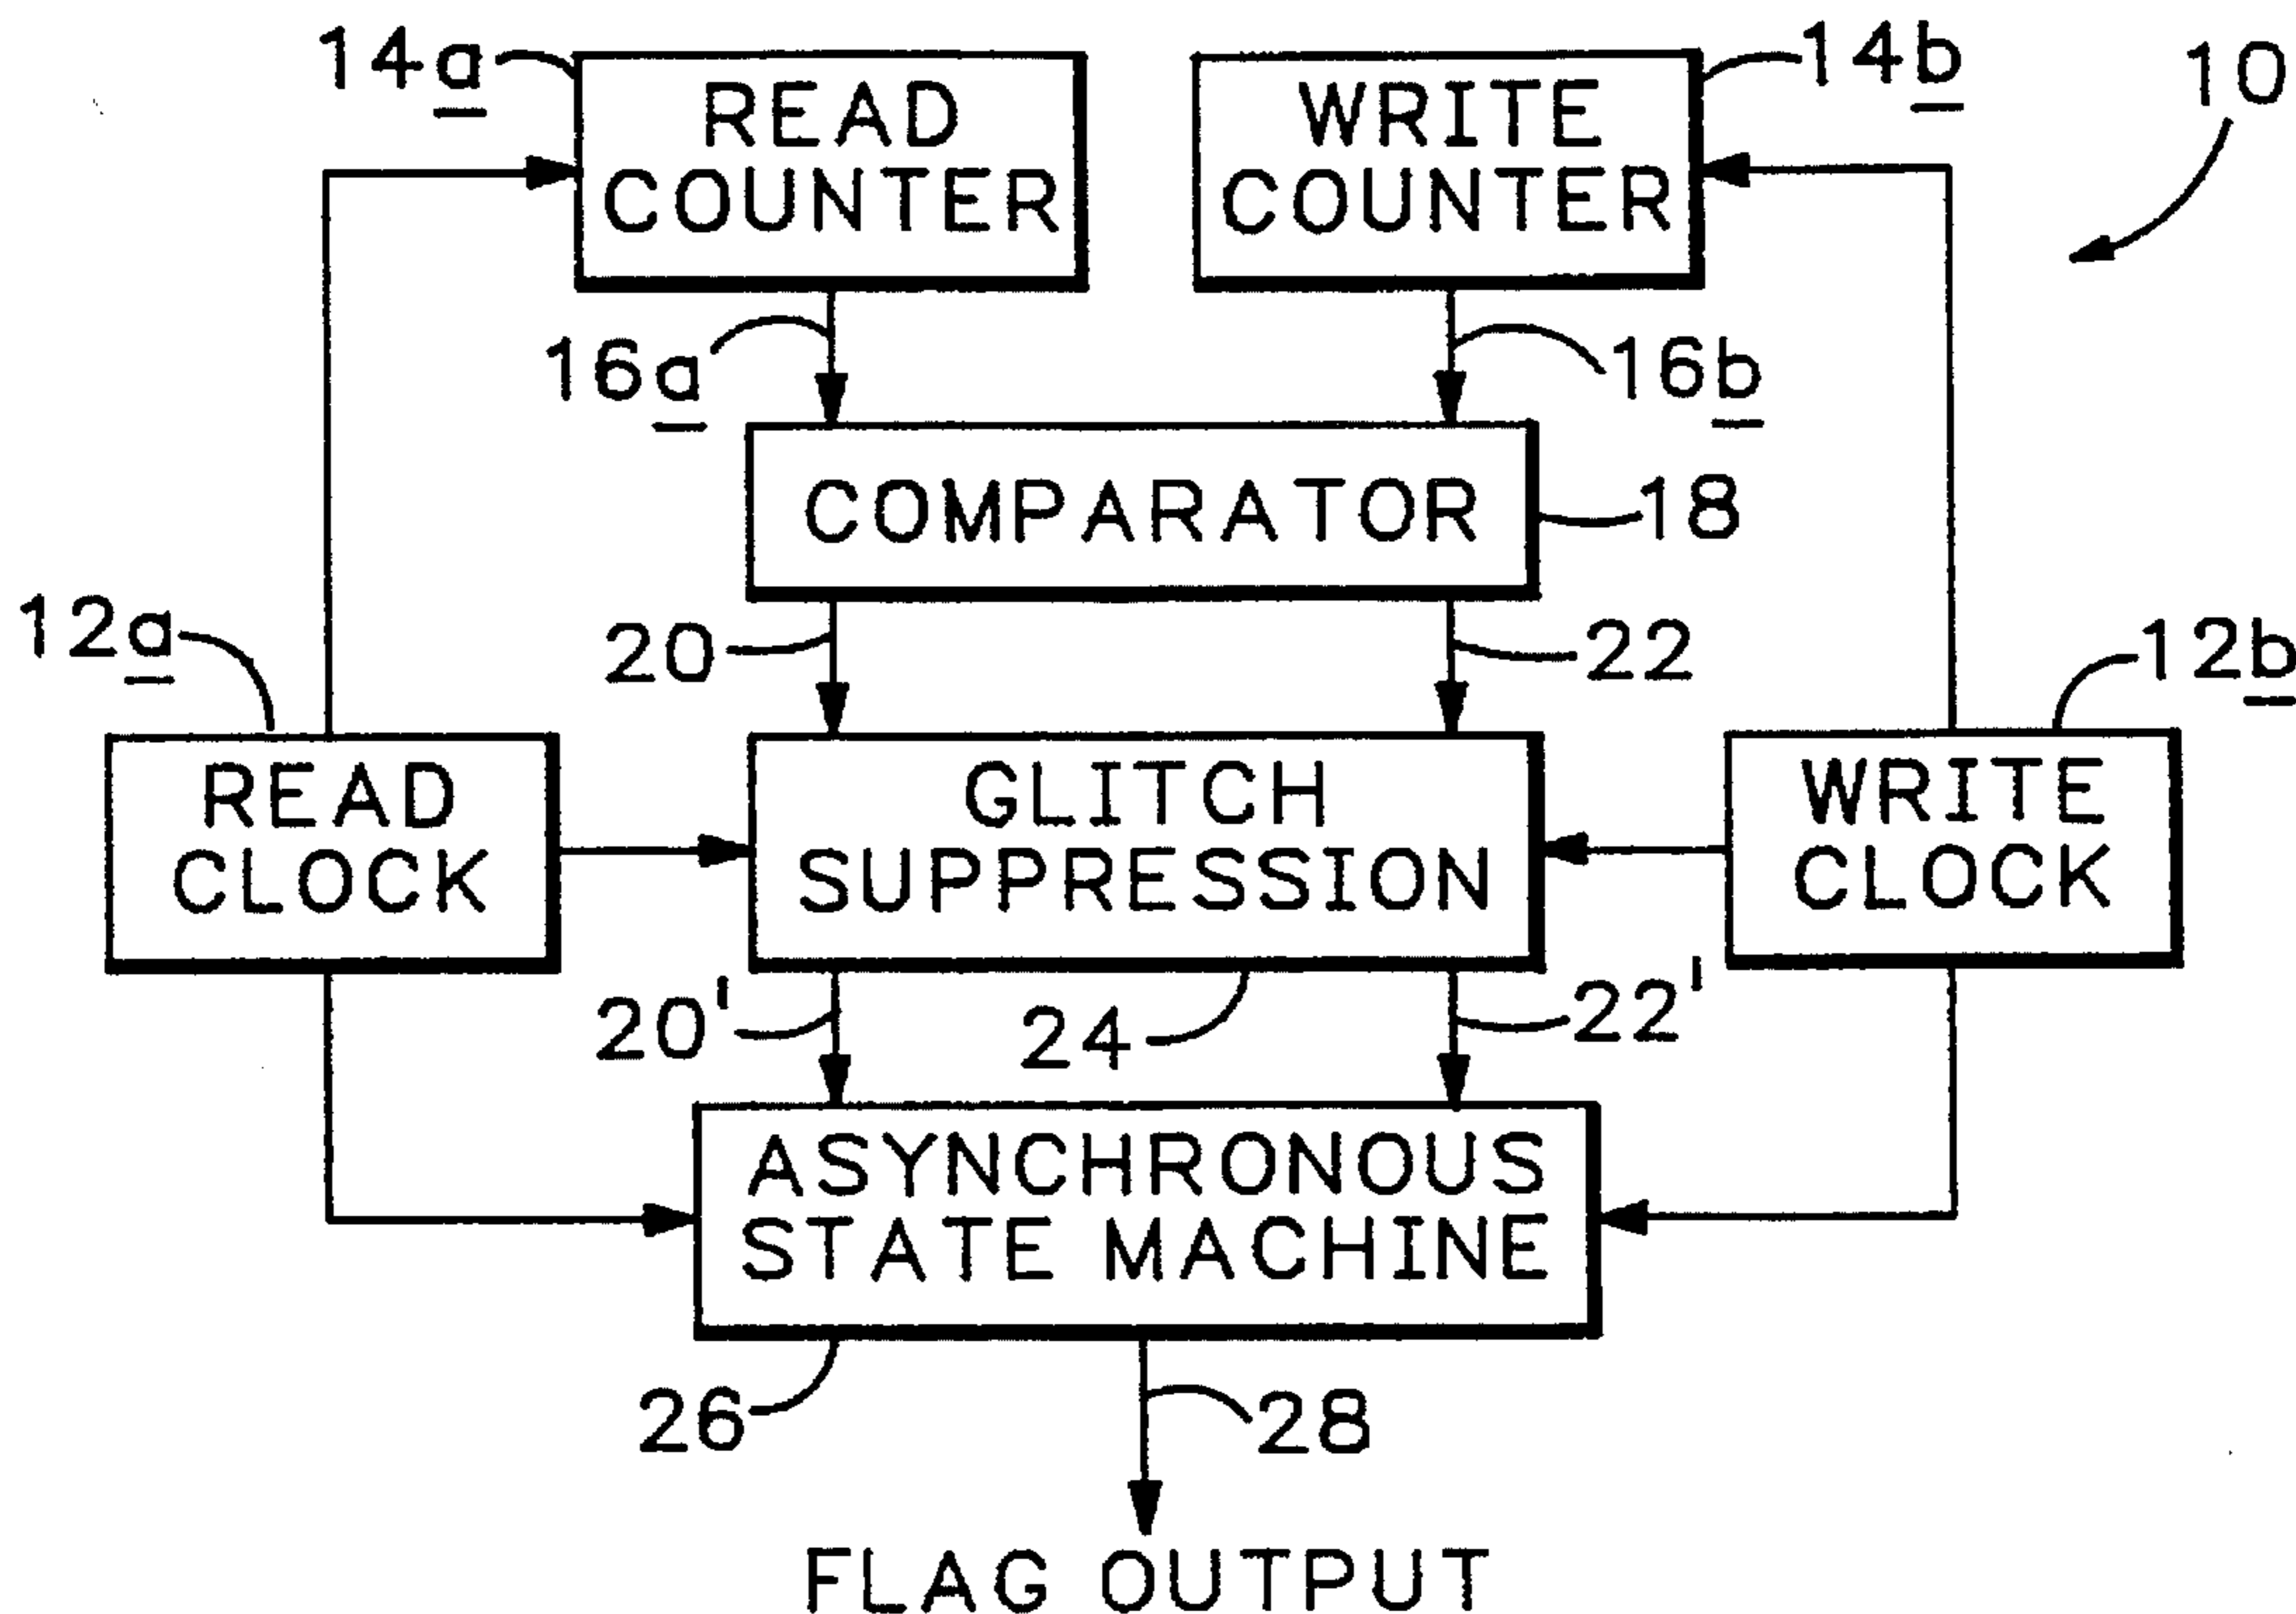 14a
READ
COUNTER
WRITE
COUNTER
14b
10
16a
16b
COMPARATOR
18
12a
20
22
12b
READ
CLOCK
GLITCH
SUPPRESSION
WRITE
CLOCK
20'
24
22'
ASYNCHRONOUS
STATE MACHINE
26
28
FLAG OUTPUT